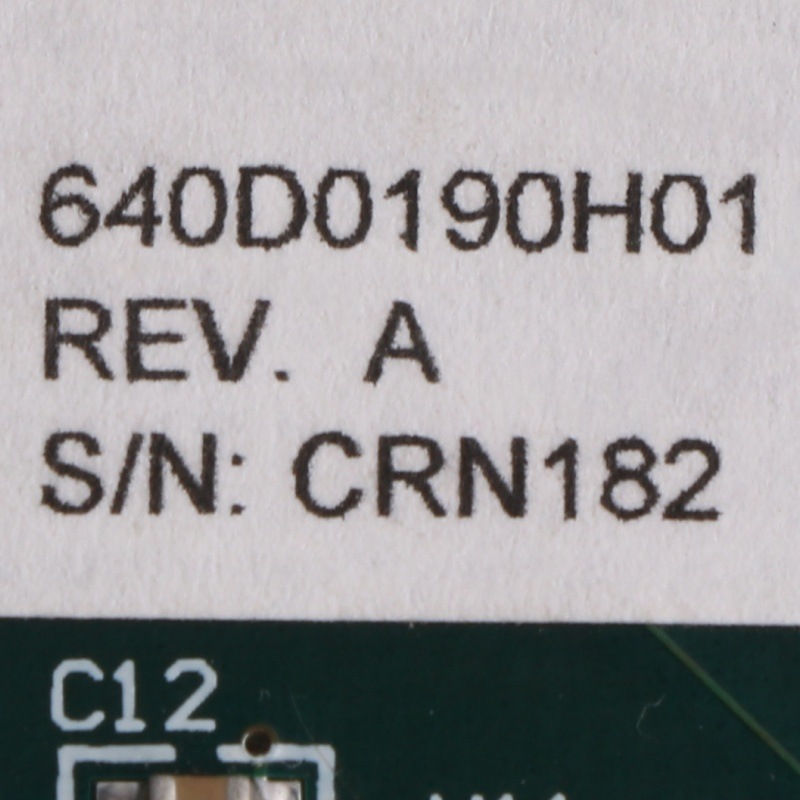 640D0190H01
REV. A
S/N: CRN182
C12